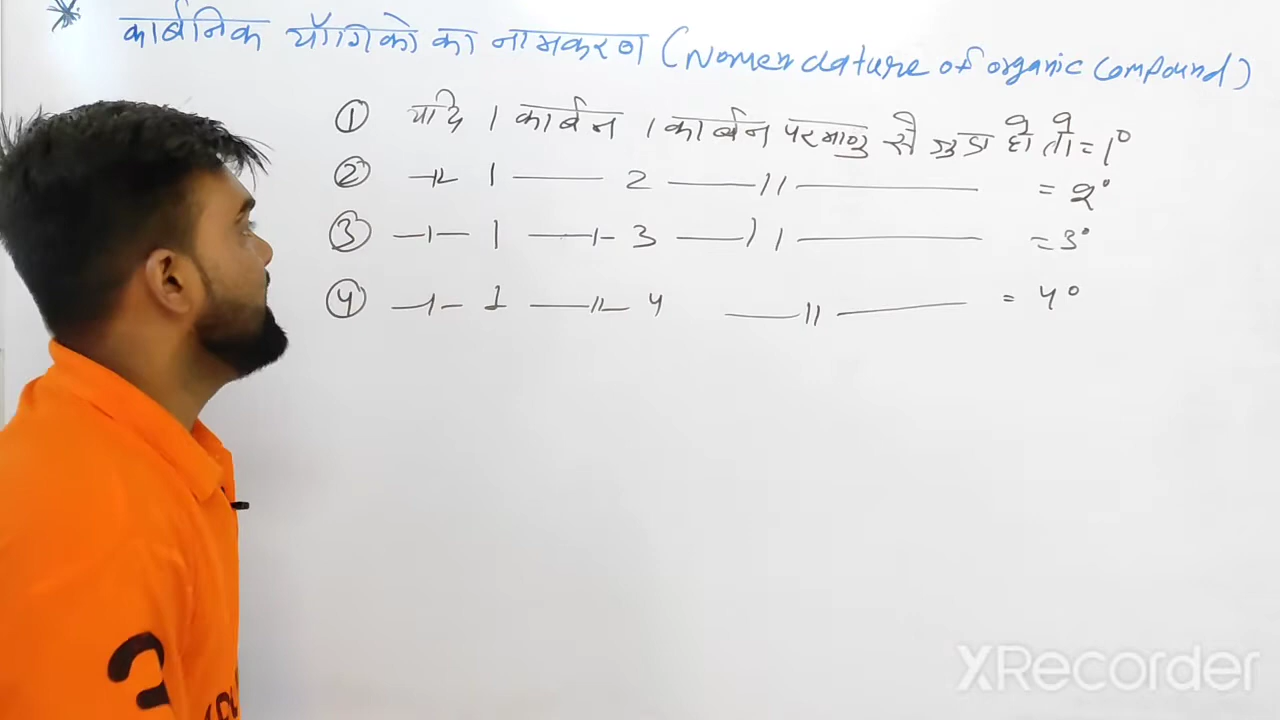 कार्बनिक यौगिको का नामकरण (Nomenclature of organic compound)
① यदि 1 कार्बन 1 कार्बन परमाणु से जुडा हो तो = 1°
② –〃– 1 ——— 2 ———〃——— = 2°
③ –〃– 1 —〃– 3 ———〃——— = 3°
④ –〃– 1 —〃– 4 ———〃——— = 4°
XRecorder